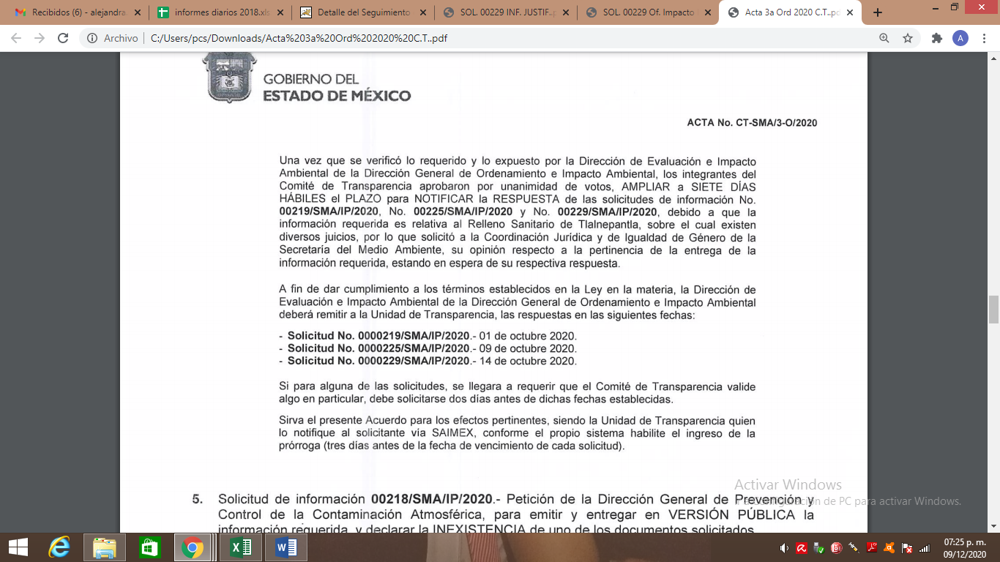 Recibidos (6) - alejandra
informes diarios 2018.xls
Detalle del Seguimiento
SOL. 00229 INF. JUSTIF..p
SOL. 00229 Of. Impacto
Acta 3a Ord 2020 C.T..pd
Archivo
C:/Users/pcs/Downloads/Acta%203a%20Ord%202020%20C.T..pdf
A
GOBIERNO DEL
ESTADO DE MÉXICO
ACTA No. CT-SMA/3-O/2020
Una vez que se verificó lo requerido y lo expuesto por la Dirección de Evaluación e Impacto
Ambiental de la Dirección General de Ordenamiento e Impacto Ambiental, los integrantes del
Comité de Transparencia aprobaron por unanimidad de votos, AMPLIAR a SIETE DÍAS
HÁBILES el PLAZO para NOTIFICAR la RESPUESTA de las solicitudes de información No.
00219/SMA/IP/2020, No. 00225/SMA/IP/2020 y No. 00229/SMA/IP/2020, debido a que la
información requerida es relativa al Relleno Sanitario de Tlalnepantla, sobre el cual existen
diversos juicios, por lo que solicitó a la Coordinación Jurídica y de Igualdad de Género de la
Secretaría del Medio Ambiente, su opinión respecto a la pertinencia de la entrega de la
información requerida, estando en espera de su respectiva respuesta.
A fin de dar cumplimiento a los términos establecidos en la Ley en la materia, la Dirección de
Evaluación e Impacto Ambiental de la Dirección General de Ordenamiento e Impacto Ambiental
deberá remitir a la Unidad de Transparencia, las respuestas en las siguientes fechas:
- Solicitud No. 0000219/SMA/IP/2020.- 01 de octubre 2020.
- Solicitud No. 0000225/SMA/IP/2020.- 09 de octubre 2020.
- Solicitud No. 0000229/SMA/IP/2020.- 14 de octubre 2020.
Si para alguna de las solicitudes, se llegara a requerir que el Comité de Transparencia valide
algo en particular, debe solicitarse dos días antes de dichas fechas establecidas.
Sirva el presente Acuerdo para los efectos pertinentes, siendo la Unidad de Transparencia quien
lo notifique al solicitante vía SAIMEX, conforme el propio sistema habilite el ingreso de la
prórroga (tres días antes de la fecha de vencimiento de cada solicitud).
Activar Windows
Ir a Configuración de PC para activar Windows.
5. Solicitud de información 00218/SMA/IP/2020.- Petición de la Dirección General de Prevención y
Control de la Contaminación Atmosférica, para emitir y entregar en VERSIÓN PÚBLICA la
información requerida, y declarar la INEXISTENCIA de uno de los documentos solicitados
07:25 p. m.
09/12/2020